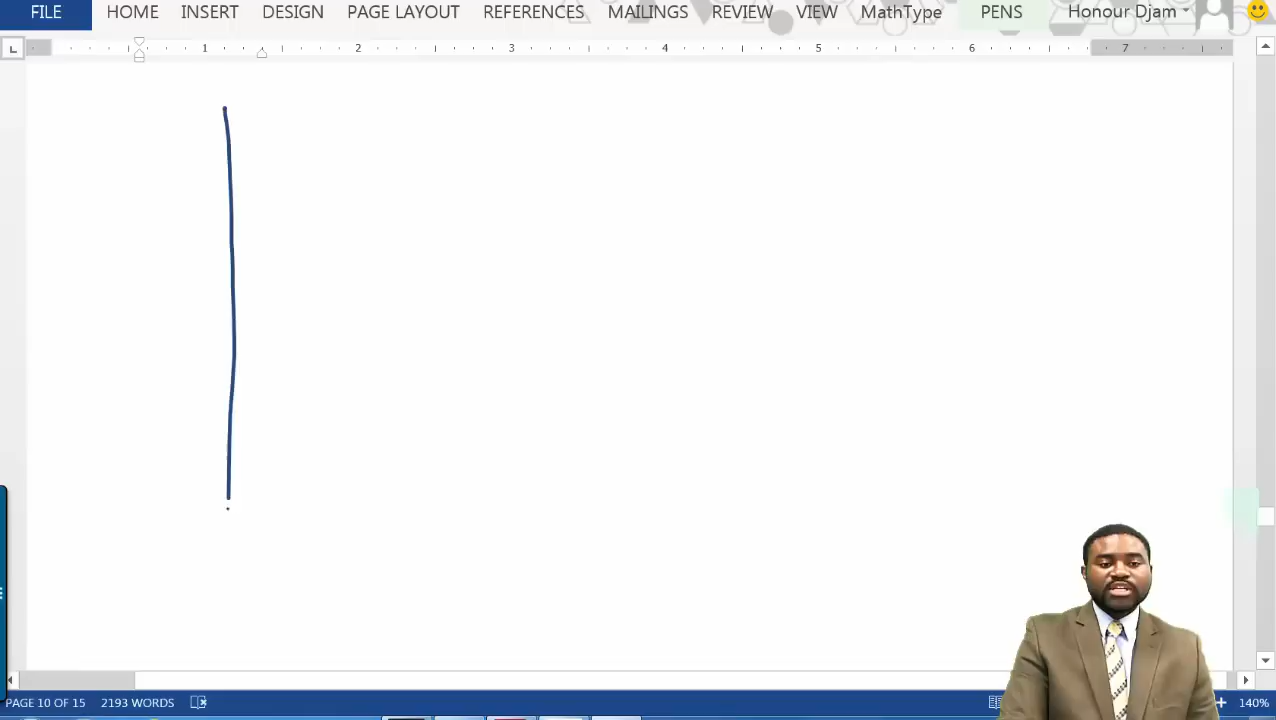 FILE HOME INSERT DESIGN PAGE LAYOUT REFERENCES MAILINGS REVIEW VIEW MathType PENS Honour Djam
L 1 2 3 4 5 6 7
PAGE 10 OF 15 2193 WORDS 140%